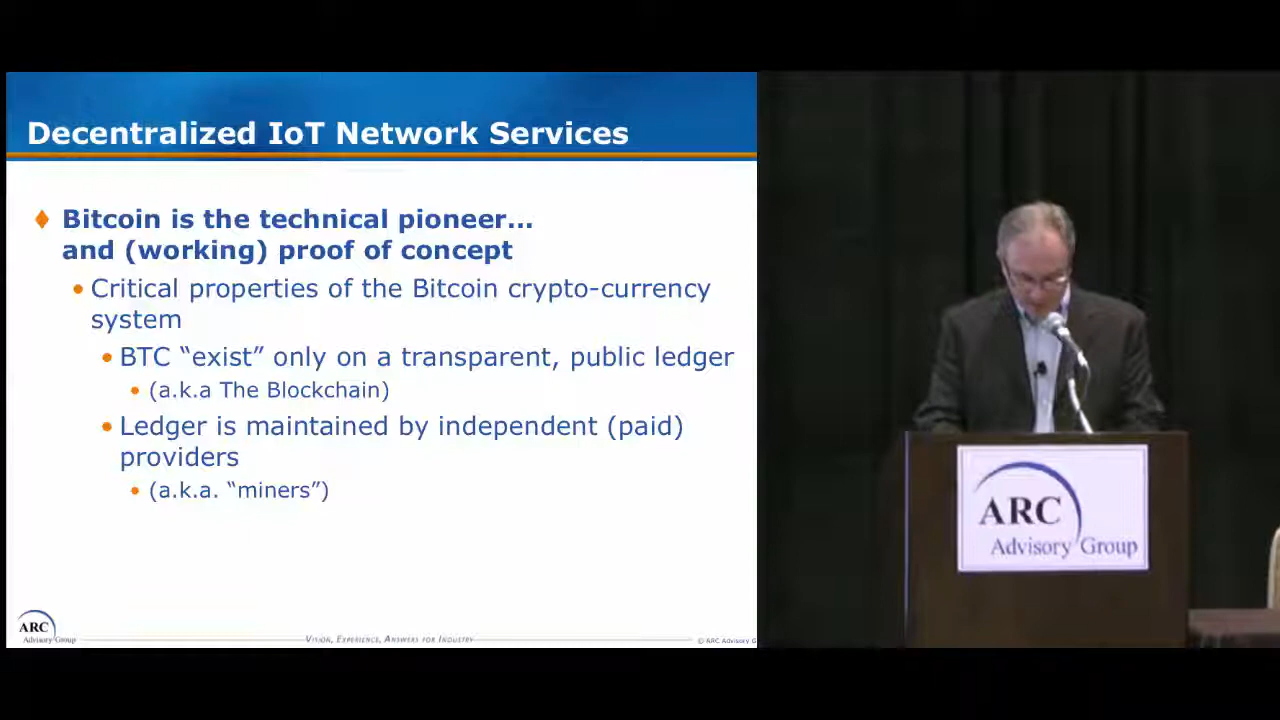 Decentralized IoT Network Services
Bitcoin is the technical pioneer…
and (working) proof of concept
Critical properties of the Bitcoin crypto-currency
system
BTC “exist” only on a transparent, public ledger
(a.k.a The Blockchain)
Ledger is maintained by independent (paid)
providers
(a.k.a. “miners”)
ARC
Advisory Group
Vision, Experience, Answers for Industry
© ARC Advisory G
ARC
Advisory Group